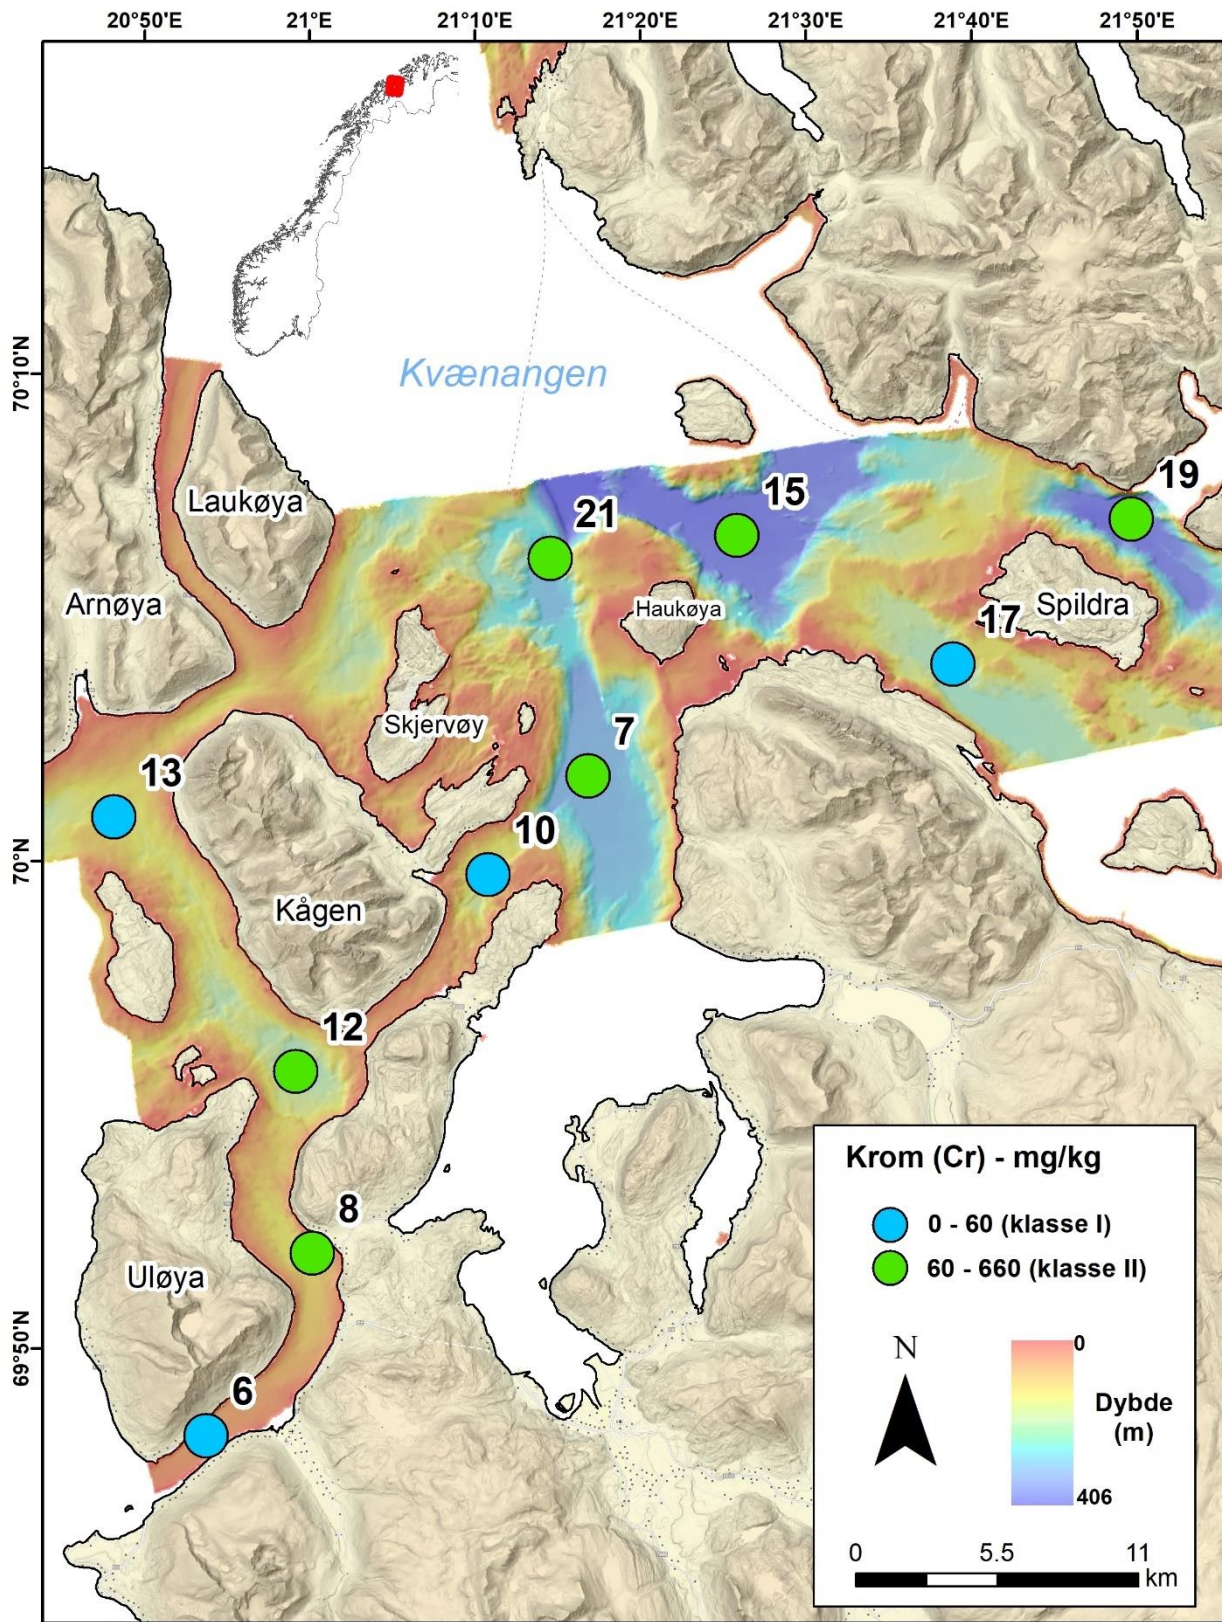 20°50'E 21°E 21°10'E 21°20'E 21°30'E 21°40'E 21°50'E
70°10'N
Kvænangen
Laukøya
21
15
19
Arnøya
Haukøya
17
Spildra
Skjervøy
7
13
10
70°N
Kågen
12
8
Uløya
69°50'N
6
Krom (Cr) - mg/kg
0 - 60 (klasse I)
60 - 660 (klasse II)
N
0
Dybde
(m)
406
0 5.5 11
km